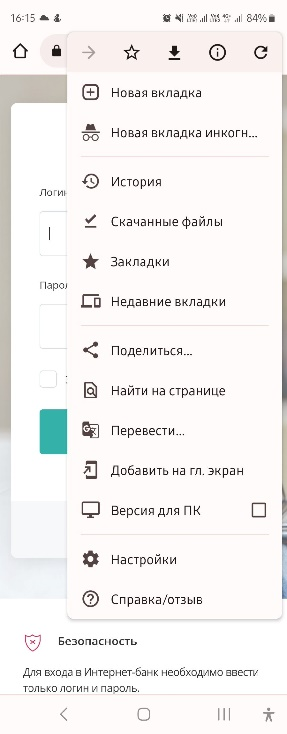 16:15
84%
Новая вкладка
Новая вкладка инкогн...
История
Скачанные файлы
Закладки
Недавние вкладки
Поделиться...
Найти на странице
Перевести...
Добавить на гл. экран
Версия для ПК
Настройки
Справка/отзыв
Логин
Парол
Безопасность
Для входа в Интернет-банк необходимо ввести
только логин и пароль.